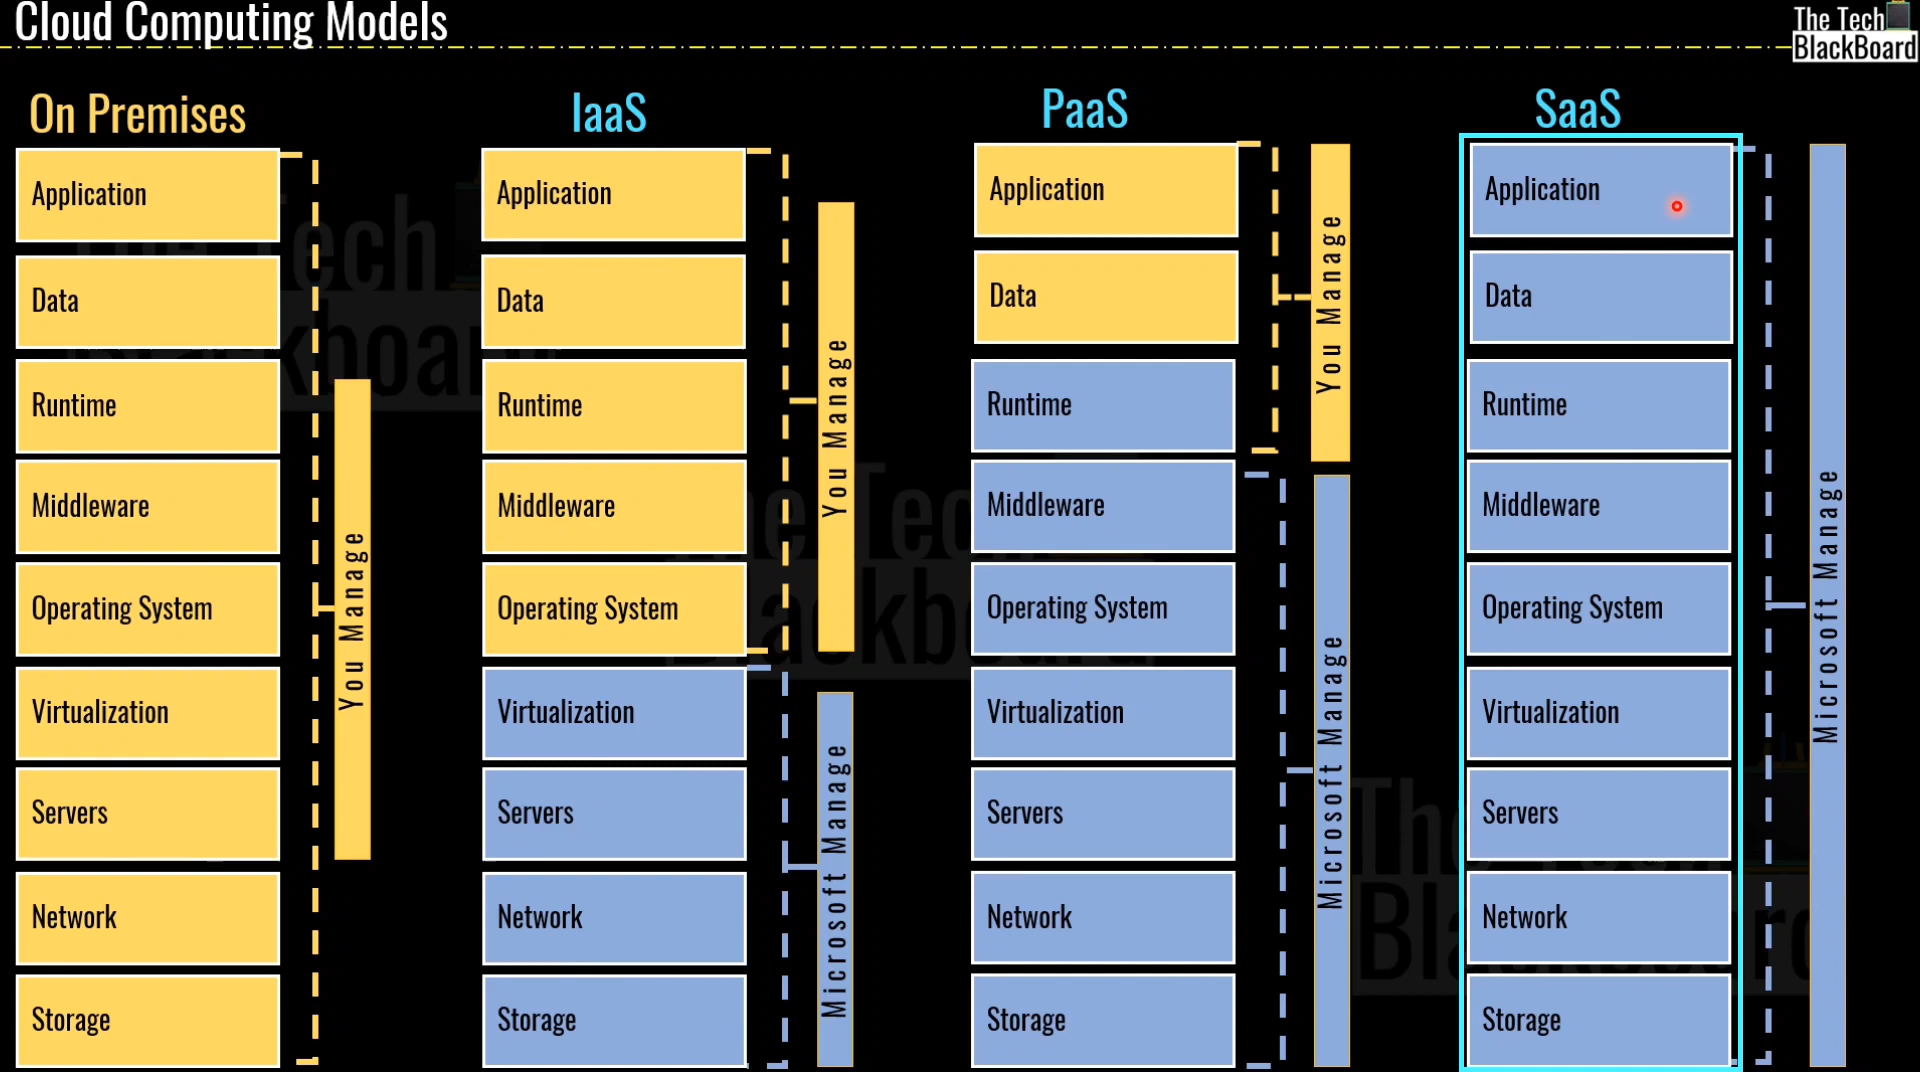 Cloud Computing Models
The Tech
BlackBoard
On Premises
Application
Data
Runtime
Middleware
Operating System
Virtualization
Servers
Network
Storage
You Manage
IaaS
Application
Data
Runtime
Middleware
Operating System
Virtualization
Servers
Network
Storage
You Manage
Microsoft Manage
PaaS
Application
Data
Runtime
Middleware
Operating System
Virtualization
Servers
Network
Storage
You Manage
Microsoft Manage
SaaS
Application
Data
Runtime
Middleware
Operating System
Virtualization
Servers
Network
Storage
Microsoft Manage